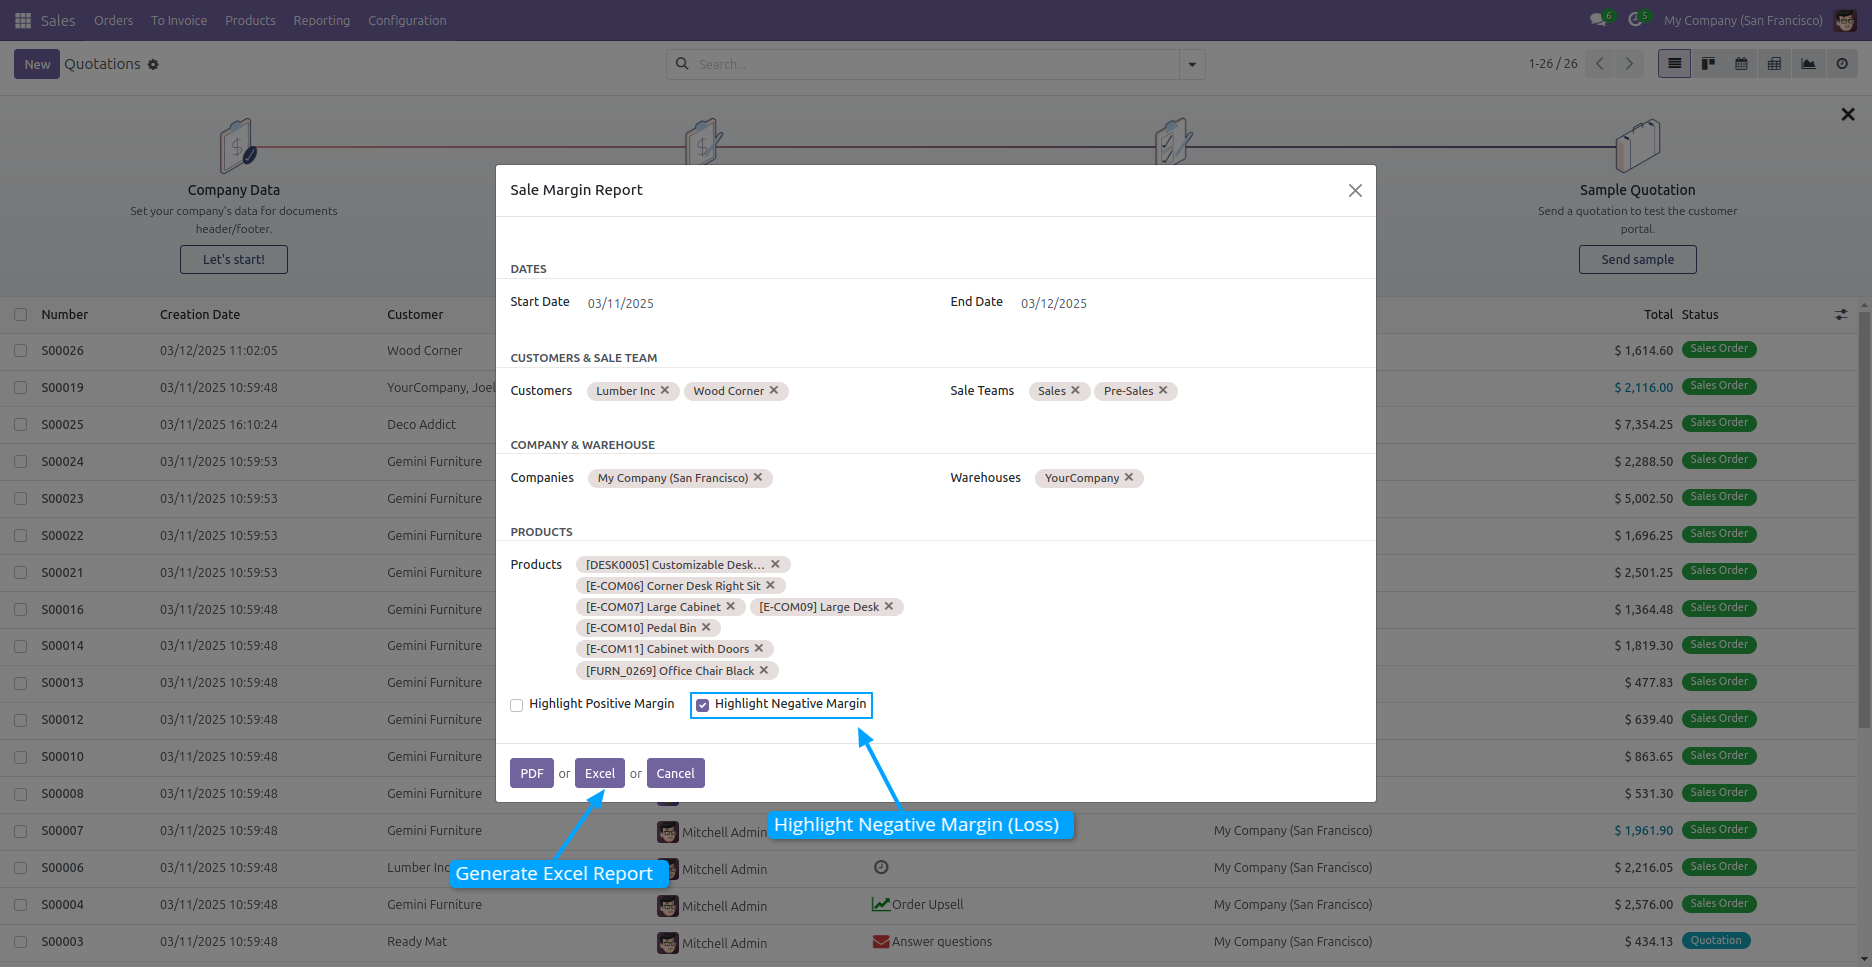 Sales Orders To Invoice Products Reporting Configuration 6 5 My Company (San Francisco)
New Quotations Search... 1-26 / 26
Company Data Sample Quotation
Set your company's data for documents Send a quotation to test the customer
header/footer. portal.
Let's start! Send sample
Sale Margin Report
DATES
Start Date 03/11/2025 End Date 03/12/2025
CUSTOMERS & SALE TEAM
Customers Lumber Inc Wood Corner Sale Teams Sales Pre-Sales
COMPANY & WAREHOUSE
Companies My Company (San Francisco) Warehouses YourCompany
PRODUCTS
Products [DESK0005] Customizable Desk...
[E-COM06] Corner Desk Right Sit
[E-COM07] Large Cabinet [E-COM09] Large Desk
[E-COM10] Pedal Bin
[E-COM11] Cabinet with Doors
[FURN_0269] Office Chair Black
Highlight Positive Margin Highlight Negative Margin
PDF or Excel or Cancel
Highlight Negative Margin (Loss)
Generate Excel Report
Number Creation Date Customer Total Status
S00026 03/12/2025 11:02:05 Wood Corner $ 1,614.60 Sales Order
S00019 03/11/2025 10:59:48 YourCompany, Joel $ 2,116.00 Sales Order
S00025 03/11/2025 16:10:24 Deco Addict $ 7,354.25 Sales Order
S00024 03/11/2025 10:59:53 Gemini Furniture $ 2,288.50 Sales Order
S00023 03/11/2025 10:59:53 Gemini Furniture $ 5,002.50 Sales Order
S00022 03/11/2025 10:59:53 Gemini Furniture $ 1,696.25 Sales Order
S00021 03/11/2025 10:59:53 Gemini Furniture $ 2,501.25 Sales Order
S00016 03/11/2025 10:59:48 Gemini Furniture $ 1,364.48 Sales Order
S00014 03/11/2025 10:59:48 Gemini Furniture $ 1,819.30 Sales Order
S00013 03/11/2025 10:59:48 Gemini Furniture $ 477.83 Sales Order
S00012 03/11/2025 10:59:48 Gemini Furniture $ 639.40 Sales Order
S00010 03/11/2025 10:59:48 Gemini Furniture $ 863.65 Sales Order
S00008 03/11/2025 10:59:48 Gemini Furniture $ 531.30 Sales Order
S00007 03/11/2025 10:59:48 Gemini Furniture Mitchell Admin My Company (San Francisco) $ 1,961.90 Sales Order
S00006 03/11/2025 10:59:48 Lumber Inc Mitchell Admin My Company (San Francisco) $ 2,216.05 Sales Order
S00004 03/11/2025 10:59:48 Gemini Furniture Mitchell Admin Order Upsell My Company (San Francisco) $ 2,576.00 Sales Order
S00003 03/11/2025 10:59:48 Ready Mat Mitchell Admin Answer questions My Company (San Francisco) $ 434.13 Quotation